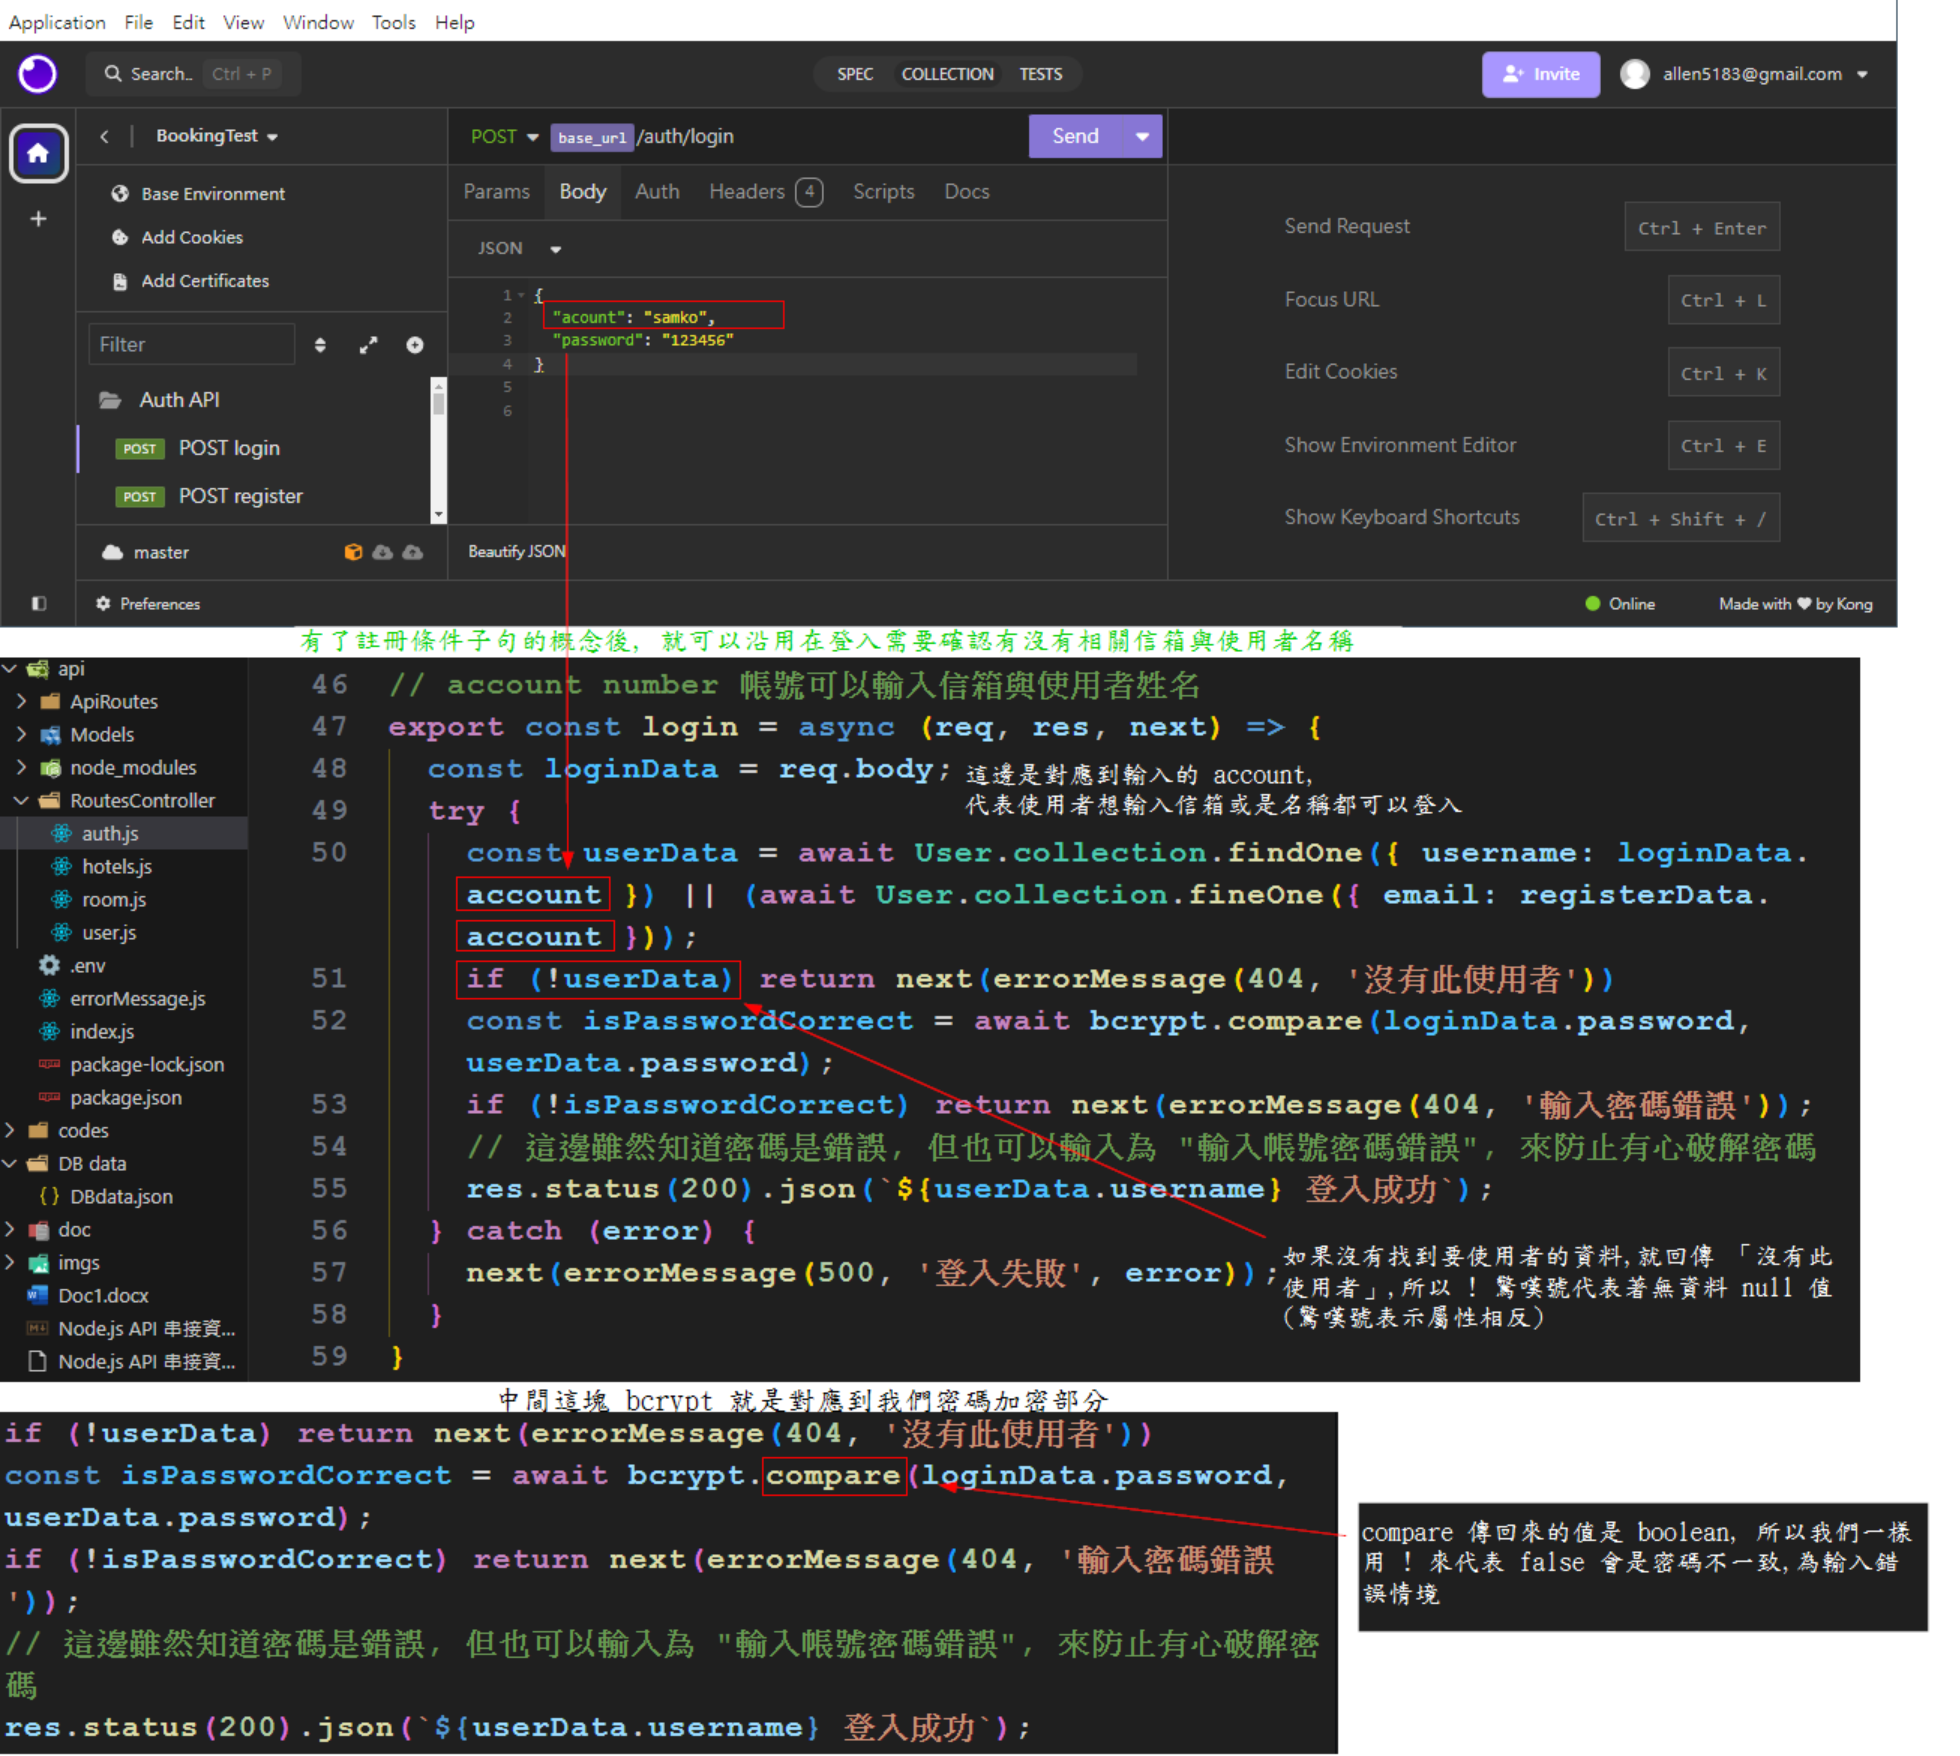 Application File Edit View Window Tools Help
Search.. Ctrl + P
SPEC COLLECTION TESTS
Invite
allen5183@gmail.com
BookingTest
POST base_url /auth/login
Send
Base Environment
Params Body Auth Headers 4 Scripts Docs
Add Cookies
JSON
Add Certificates
1 {
2 "acount": "samko",
3 "password": "123456"
4 }
5
6
Filter
Auth API
POST POST login
POST POST register
master
Beautify JSON
Send Request Ctrl + Enter
Focus URL Ctrl + L
Edit Cookies Ctrl + K
Show Environment Editor Ctrl + E
Show Keyboard Shortcuts Ctrl + Shift + /
Preferences
Online
Made with ♥ by Kong
有了註冊條件子句的概念後, 就可以沿用在登入需要確認有沒有相關信箱與使用者名稱
api
ApiRoutes
Models
node_modules
RoutesController
auth.js
hotels.js
room.js
user.js
.env
errorMessage.js
index.js
package-lock.json
package.json
codes
DB data
{} DBdata.json
doc
imgs
Doc1.docx
Node.js API 串接資...
Node.js API 串接資...
46 // account number 帳號可以輸入信箱與使用者姓名
47 export const login = async (req, res, next) => {
48 const loginData = req.body;
這邊是對應到輸入的 account,
代表使用者想輸入信箱或是名稱都可以登入
49 try {
50 const userData = await User.collection.findOne({ username: loginData.
account }) || (await User.collection.fineOne({ email: registerData.
account }));
51 if (!userData) return next(errorMessage(404, '沒有此使用者'))
52 const isPasswordCorrect = await bcrypt.compare(loginData.password,
userData.password);
53 if (!isPasswordCorrect) return next(errorMessage(404, '輸入密碼錯誤'));
54 // 這邊雖然知道密碼是錯誤, 但也可以輸入為 "輸入帳號密碼錯誤", 來防止有心破解密碼
55 res.status(200).json(`${userData.username} 登入成功`);
56 } catch (error) {
57 next(errorMessage(500, '登入失敗', error));
58 }
59 }
如果沒有找到要使用者的資料,就回傳 「沒有此
使用者」,所以 ! 驚嘆號代表著無資料 null 值
(驚嘆號表示屬性相反)
中間這塊 bcrypt 就是對應到我們密碼加密部分
if (!userData) return next(errorMessage(404, '沒有此使用者'))
const isPasswordCorrect = await bcrypt.compare(loginData.password,
userData.password);
if (!isPasswordCorrect) return next(errorMessage(404, '輸入密碼錯誤
'));
// 這邊雖然知道密碼是錯誤, 但也可以輸入為 "輸入帳號密碼錯誤", 來防止有心破解密
碼
res.status(200).json(`${userData.username} 登入成功`);
compare 傳回來的值是 boolean, 所以我們一樣
用 ! 來代表 false 會是密碼不一致,為輸入錯
誤情境